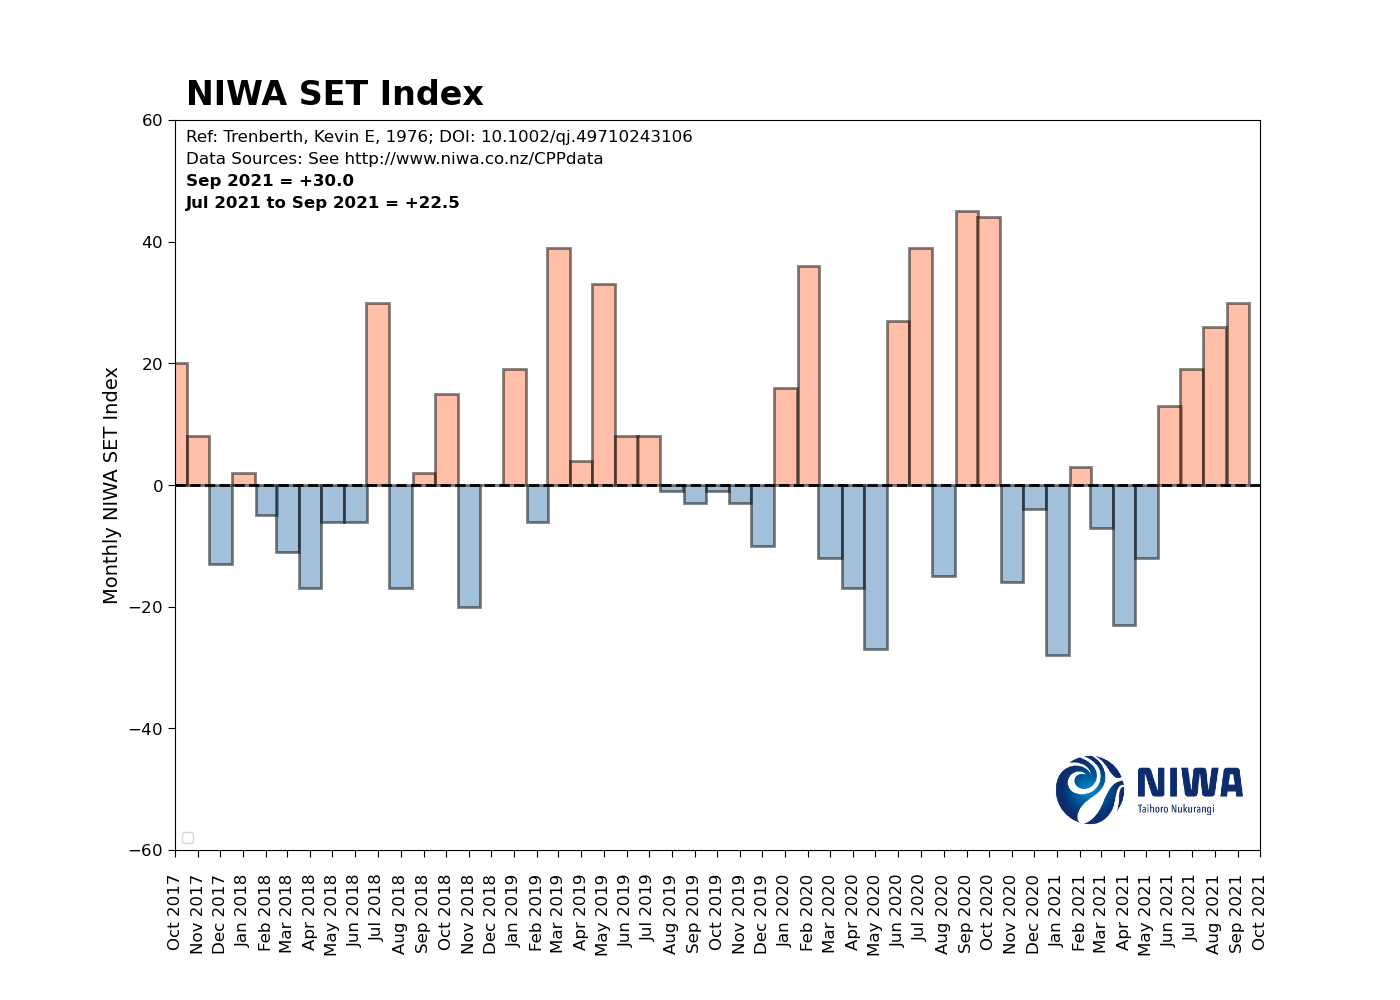 NIWA SET Index
Ref: Trenberth, Kevin E, 1976; DOI: 10.1002/qj.49710243106
Data Sources: See http://www.niwa.co.nz/CPPdata
Sep 2021 = +30.0
Jul 2021 to Sep 2021 = +22.5
Monthly NIWA SET Index
60
40
20
0
−20
−40
−60
NIWA
Taihoro Nukurangi
Oct 2017
Nov 2017
Dec 2017
Jan 2018
Feb 2018
Mar 2018
Apr 2018
May 2018
Jun 2018
Jul 2018
Aug 2018
Sep 2018
Oct 2018
Nov 2018
Dec 2018
Jan 2019
Feb 2019
Mar 2019
Apr 2019
May 2019
Jun 2019
Jul 2019
Aug 2019
Sep 2019
Oct 2019
Nov 2019
Dec 2019
Jan 2020
Feb 2020
Mar 2020
Apr 2020
May 2020
Jun 2020
Jul 2020
Aug 2020
Sep 2020
Oct 2020
Nov 2020
Dec 2020
Jan 2021
Feb 2021
Mar 2021
Apr 2021
May 2021
Jun 2021
Jul 2021
Aug 2021
Sep 2021
Oct 2021